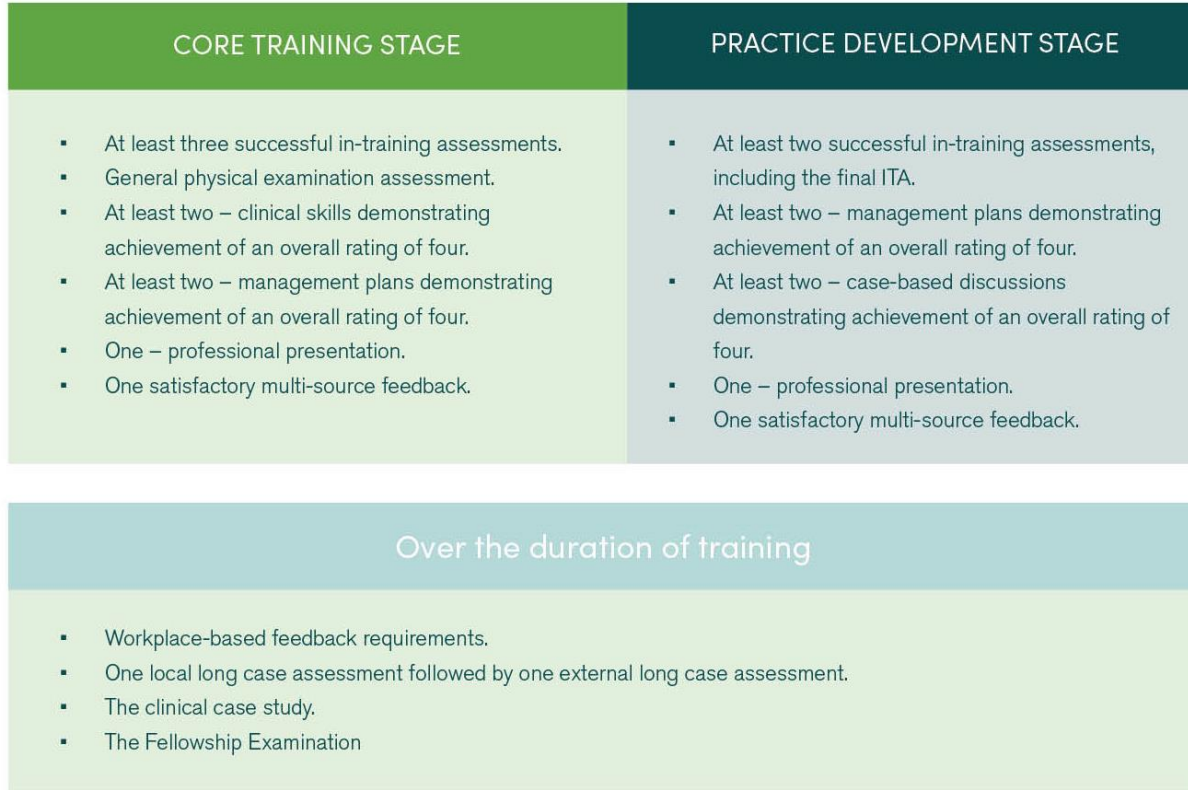 CORE TRAINING STAGE
▪ At least three successful in-training assessments.
▪ General physical examination assessment.
▪ At least two – clinical skills demonstrating
achievement of an overall rating of four.
▪ At least two – management plans demonstrating
achievement of an overall rating of four.
▪ One – professional presentation.
▪ One satisfactory multi-source feedback.
PRACTICE DEVELOPMENT STAGE
▪ At least two successful in-training assessments,
including the final ITA.
▪ At least two – management plans demonstrating
achievement of an overall rating of four.
▪ At least two – case-based discussions
demonstrating achievement of an overall rating of
four.
▪ One – professional presentation.
▪ One satisfactory multi-source feedback.
Over the duration of training
▪ Workplace-based feedback requirements.
▪ One local long case assessment followed by one external long case assessment.
▪ The clinical case study.
▪ The Fellowship Examination